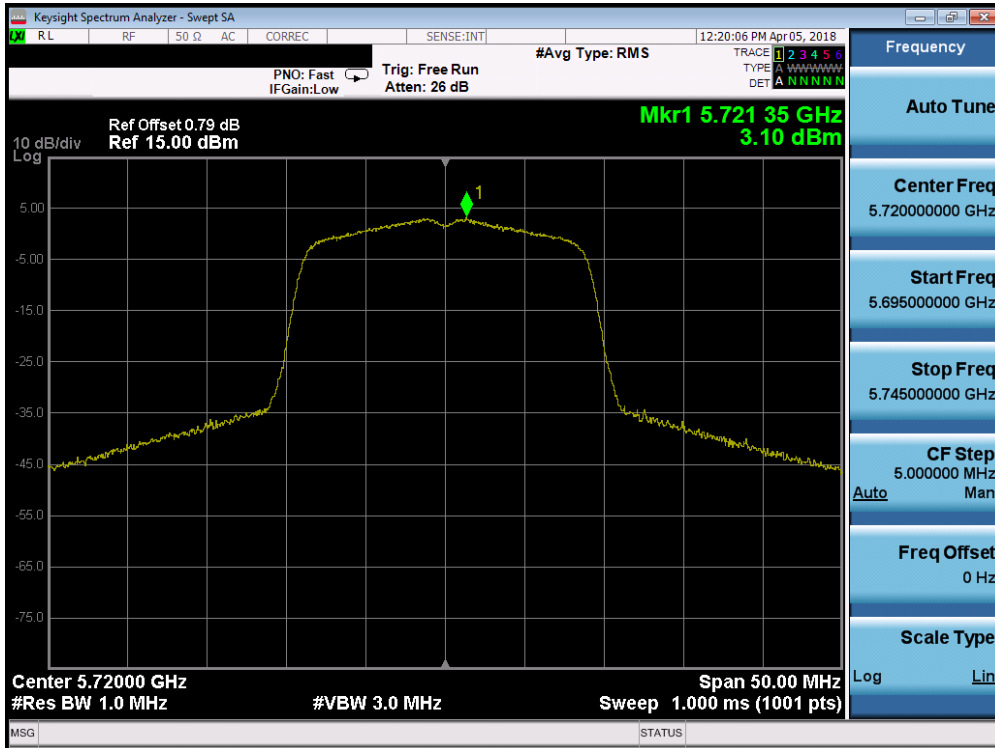 Keysight Spectrum Analyzer - Swept SA
LXI RL RF 50 Ω AC CORREC SENSE:INT 12:20:06 PM Apr 05, 2018
PNO: Fast
IFGain:Low
Trig: Free Run
Atten: 26 dB
#Avg Type: RMS
TRACE 1 2 3 4 5 6
TYPE A WWWWW
DET A N N N N N
Mkr1 5.721 35 GHz
3.10 dBm
10 dB/div
Log
Ref Offset 0.79 dB
Ref 15.00 dBm
1
5.00
-5.00
-15.0
-25.0
-35.0
-45.0
-55.0
-65.0
-75.0
Center 5.72000 GHz
#Res BW 1.0 MHz
#VBW 3.0 MHz
Span 50.00 MHz
Sweep 1.000 ms (1001 pts)
MSG
STATUS
Frequency
Auto Tune
Center Freq
5.720000000 GHz
Start Freq
5.695000000 GHz
Stop Freq
5.745000000 GHz
CF Step
5.000000 MHz
Auto Man
Freq Offset
0 Hz
Scale Type
Log Lin